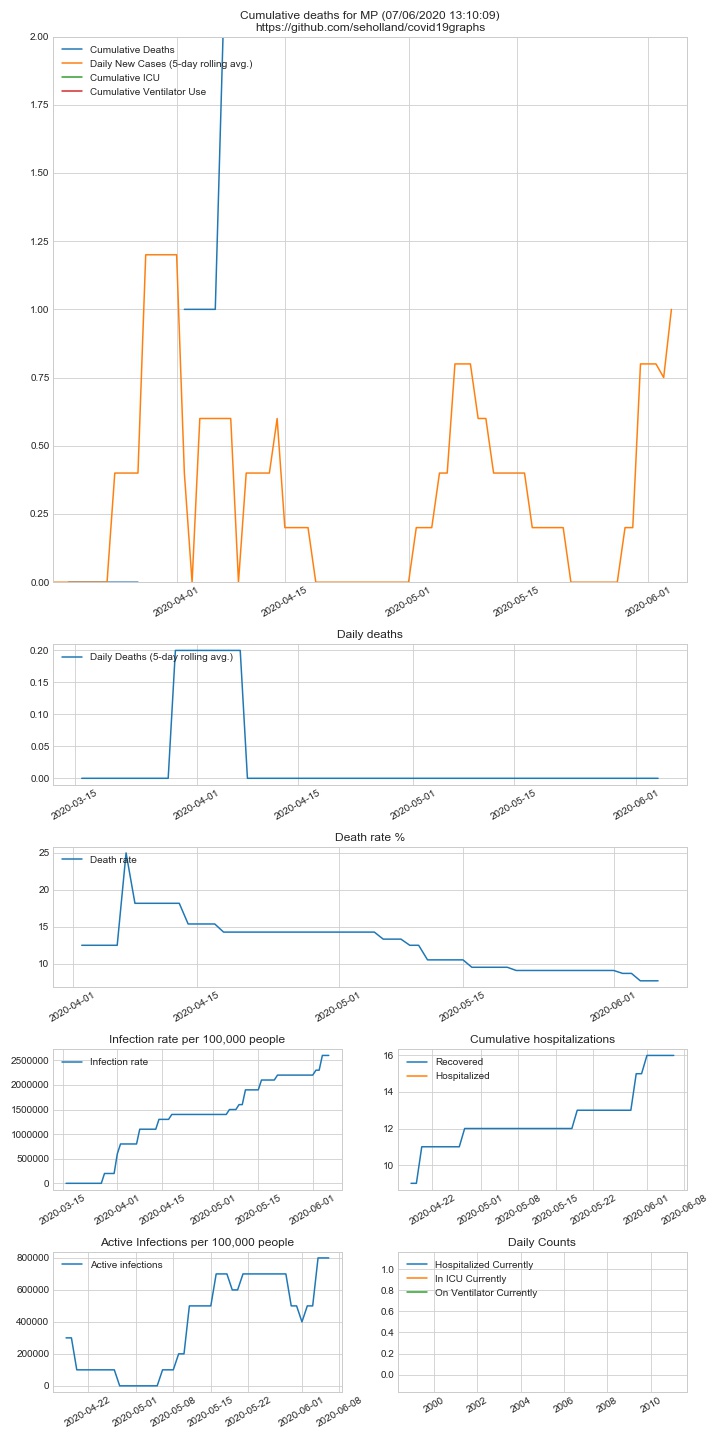 Cumulative deaths for MP (07/06/2020 13:10:09)
https://github.com/seholland/covid19graphs
2.00
1.75
1.50
1.25
1.00
0.75
0.50
0.25
0.00
Cumulative Deaths
Daily New Cases (5-day rolling avg.)
Cumulative ICU
Cumulative Ventilator Use
2020-04-01 2020-04-15 2020-05-01 2020-05-15 2020-06-01
Daily deaths
0.20
0.15
0.10
0.05
0.00
Daily Deaths (5-day rolling avg.)
2020-03-15 2020-04-01 2020-04-15 2020-05-01 2020-05-15 2020-06-01
Death rate %
25
20
15
10
Death rate
2020-04-01 2020-04-15 2020-05-01 2020-05-15 2020-06-01
Infection rate per 100,000 people
2500000
2000000
1500000
1000000
500000
0
Infection rate
2020-03-15 2020-04-01 2020-04-15 2020-05-01 2020-05-15 2020-06-01
Cumulative hospitalizations
16
14
12
10
Recovered
Hospitalized
2020-04-22 2020-05-01 2020-05-08 2020-05-15 2020-05-22 2020-06-01 2020-06-08
Active Infections per 100,000 people
800000
600000
400000
200000
0
Active infections
2020-04-22 2020-05-01 2020-05-08 2020-05-15 2020-05-22 2020-06-01 2020-06-08
Daily Counts
1.0
0.8
0.6
0.4
0.2
0.0
Hospitalized Currently
In ICU Currently
On Ventilator Currently
2000 2002 2004 2006 2008 2010